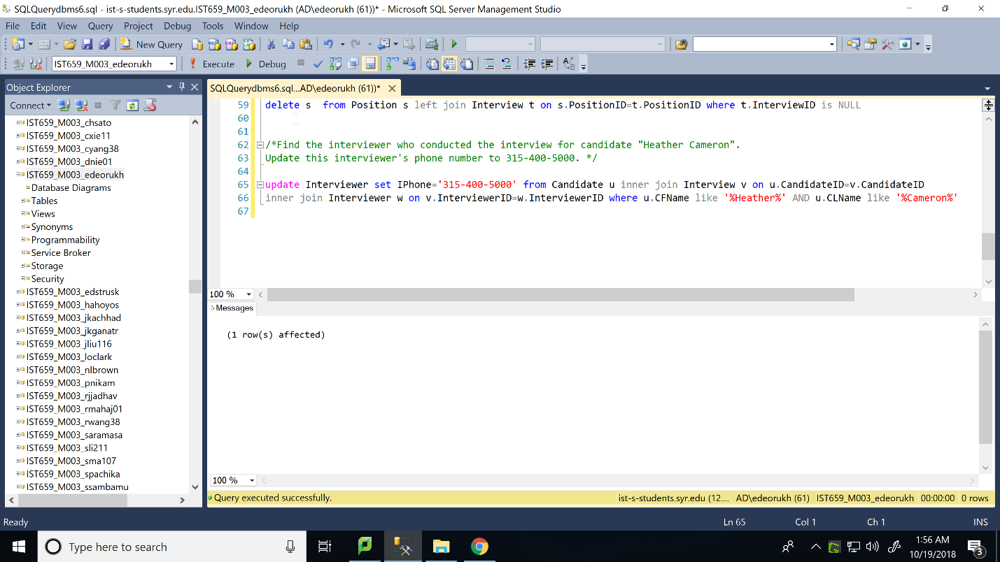 SQLQuerydbms6.sql - ist-s-students.syr.edu.IST659_M003_edeorukh (AD\edeorukh (61))* - Microsoft SQL Server Management Studio
File Edit View Query Project Debug Tools Window Help
New Query
IST659_M003_edeorukh Execute Debug
Object Explorer
Connect
IST659_M003_chsato
IST659_M003_cxie11
IST659_M003_cyang38
IST659_M003_dnie01
IST659_M003_edeorukh
Database Diagrams
Tables
Views
Synonyms
Programmability
Service Broker
Storage
Security
IST659_M003_edstrusk
IST659_M003_hahoyos
IST659_M003_jkachhad
IST659_M003_jkganatr
IST659_M003_jliu116
IST659_M003_loclark
IST659_M003_nlbrown
IST659_M003_pnikam
IST659_M003_rjjadhav
IST659_M003_rmahaj01
IST659_M003_rwang38
IST659_M003_saramasa
IST659_M003_sli211
IST659_M003_sma107
IST659_M003_spachika
IST659_M003_ssambamu
SQLQuerydbms6.sql...AD\edeorukh (61))*
59 delete s  from Position s left join Interview t on s.PositionID=t.PositionID where t.InterviewID is NULL
60
61
62 /*Find the interviewer who conducted the interview for candidate "Heather Cameron".
63 Update this interviewer's phone number to 315-400-5000. */
64
65 update Interviewer set IPhone='315-400-5000' from Candidate u inner join Interview v on u.CandidateID=v.CandidateID
66 inner join Interviewer w on v.InterviewerID=w.InterviewerID where u.CFName like '%Heather%' AND u.CLName like '%Cameron%'
67
100 %
Messages
(1 row(s) affected)
100 %
Query executed successfully. ist-s-students.syr.edu (12.... AD\edeorukh (61) IST659_M003_edeorukh 00:00:00 0 rows
Ready Ln 65 Col 1 Ch 1 INS
Type here to search
1:56 AM
10/19/2018
3